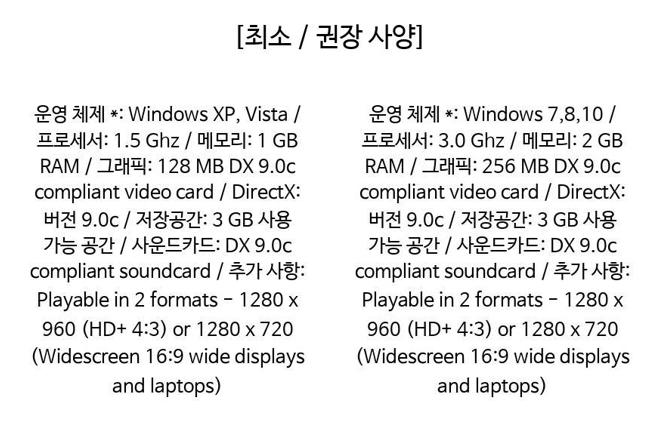 [최소 / 권장 사양]
운영 체제 *: Windows XP, Vista /
프로세서: 1.5 Ghz / 메모리: 1 GB
RAM / 그래픽: 128 MB DX 9.0c
compliant video card / DirectX:
버전 9.0c / 저장공간: 3 GB 사용
가능 공간 / 사운드카드: DX 9.0c
compliant soundcard / 추가 사항:
Playable in 2 formats – 1280 x
960 (HD+ 4:3) or 1280 x 720
(Widescreen 16:9 wide displays
and laptops)
운영 체제 *: Windows 7,8,10 /
프로세서: 3.0 Ghz / 메모리: 2 GB
RAM / 그래픽: 256 MB DX 9.0c
compliant video card / DirectX:
버전 9.0c / 저장공간: 3 GB 사용
가능 공간 / 사운드카드: DX 9.0c
compliant soundcard / 추가 사항:
Playable in 2 formats – 1280 x
960 (HD+ 4:3) or 1280 x 720
(Widescreen 16:9 wide displays
and laptops)